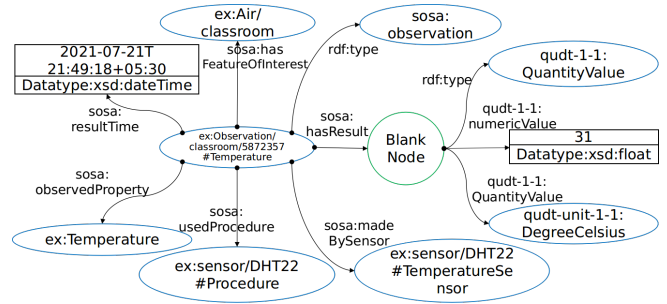 ex:Air/
classroom
sosa:
observation
2021-07-21T
21:49:18+05:30
Datatype:xsd:dateTime
sosa:has
FeatureOfInterest
rdf:type
qudt-1-1:
QuantityValue
rdf:type
sosa:
resultTime
ex:Observation/
classroom/5872357
#Temperature
sosa:
hasResult
Blank
Node
qudt-1-1:
numericValue
31
Datatype:xsd:float
sosa:
observedProperty
qudt-1-1:
QuantityValue
sosa:
usedProcedure
sosa:made
BySensor
qudt-unit-1-1:
DegreeCelsius
ex:Temperature
ex:sensor/DHT22
#Procedure
ex:sensor/DHT22
#TemperatureSe
nsor